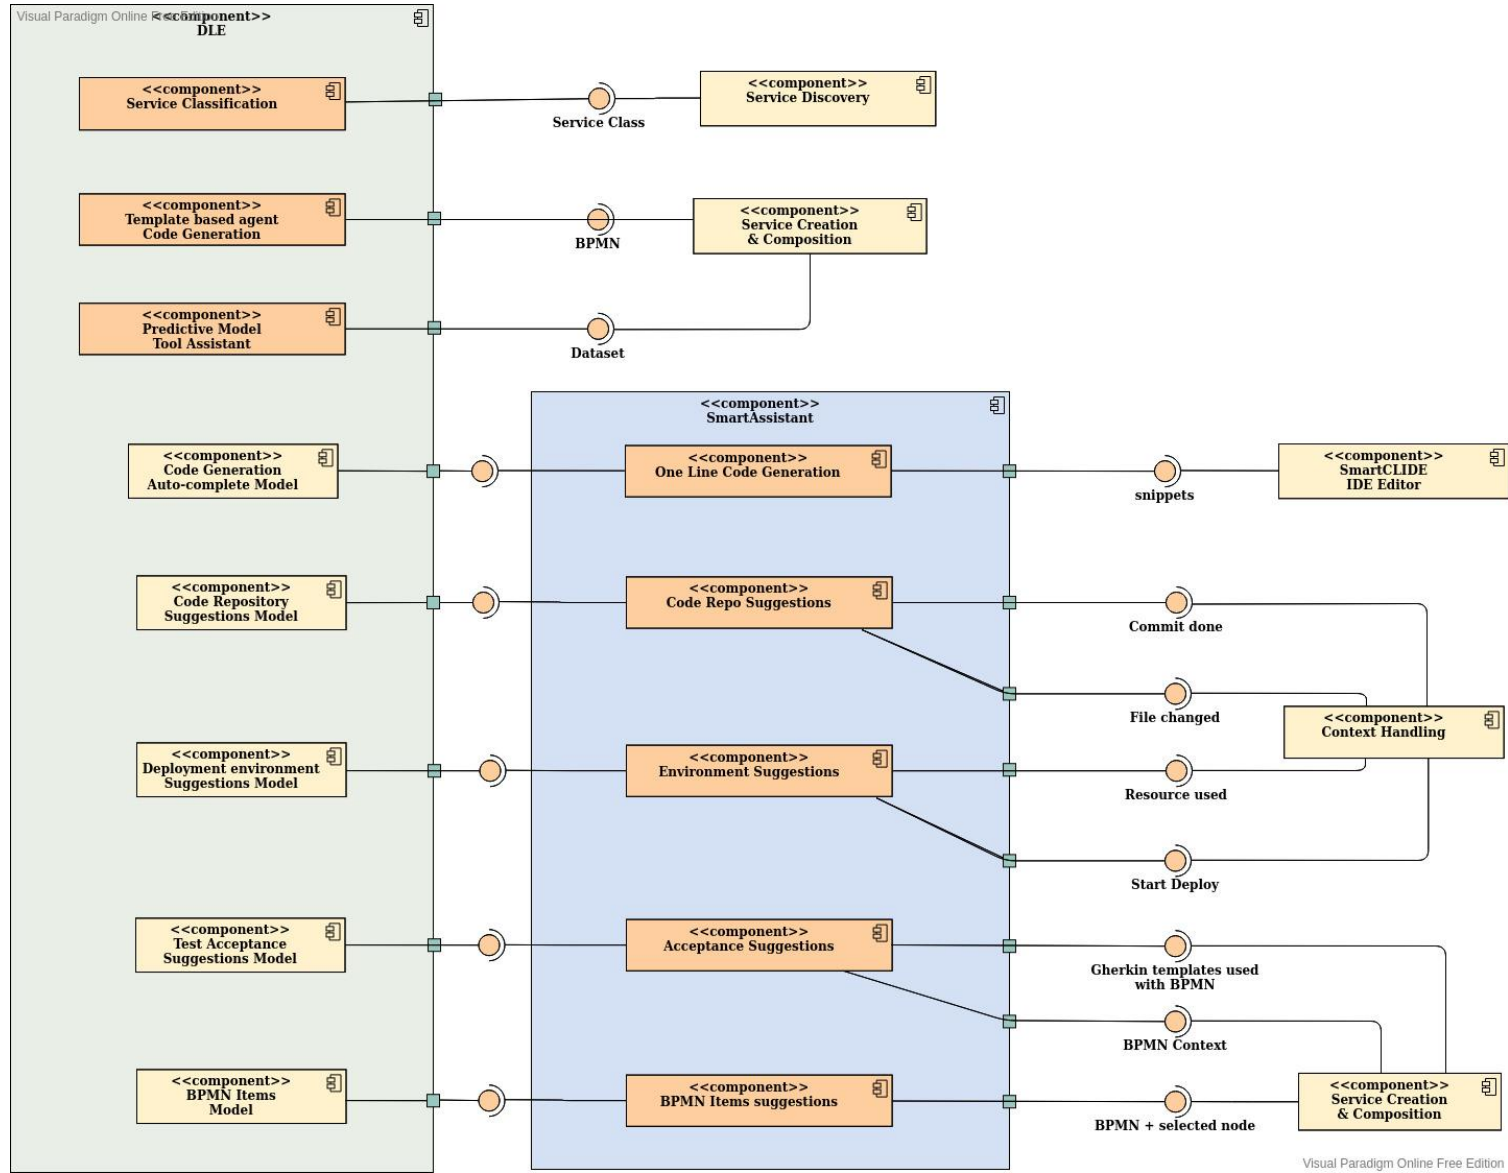 Visual Paradigm Online Free Edition
<<component>>
DLE
<<component>>
Service Classification
Service Class
<<component>>
Service Discovery
<<component>>
Template based agent
Code Generation
BPMN
<<component>>
Service Creation
& Composition
<<component>>
Predictive Model
Tool Assistant
Dataset
<<component>>
SmartAssistant
<<component>>
Code Generation
Auto-complete Model
<<component>>
One Line Code Generation
snippets
<<component>>
SmartCLIDE
IDE Editor
<<component>>
Code Repository
Suggestions Model
<<component>>
Code Repo Suggestions
Commit done
File changed
<<component>>
Context Handling
<<component>>
Deployment environment
Suggestions Model
<<component>>
Environment Suggestions
Resource used
Start Deploy
<<component>>
Test Acceptance
Suggestions Model
<<component>>
Acceptance Suggestions
Gherkin templates used
with BPMN
BPMN Context
<<component>>
BPMN Items
Model
<<component>>
BPMN Items suggestions
BPMN + selected node
<<component>>
Service Creation
& Composition
Visual Paradigm Online Free Edition